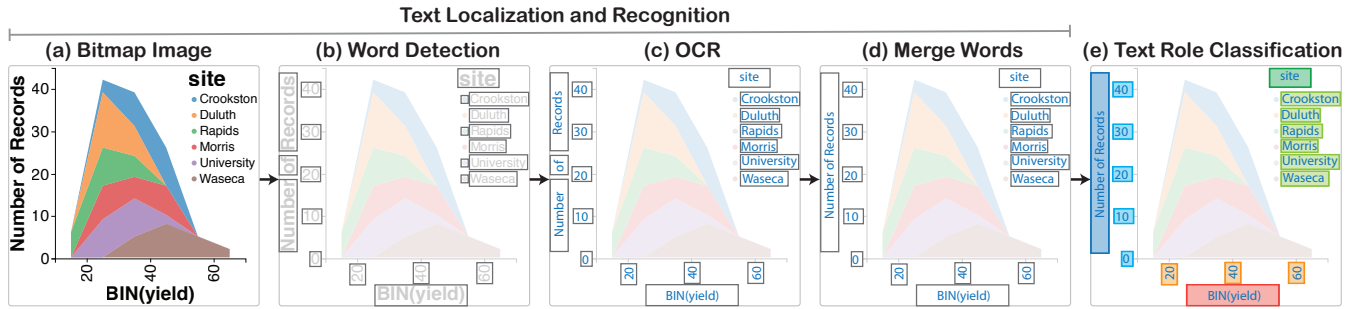 Text Localization and Recognition
(a) Bitmap Image
Number of Records
40
30
20
10
0
20
40
60
BIN(yield)
site
Crookston
Duluth
Rapids
Morris
University
Waseca
(b) Word Detection
Number of Records
40
30
20
10
0
20
40
60
BIN(yield)
site
Crookston
Duluth
Rapids
Morris
University
Waseca
(c) OCR
Number of Records
40
30
20
10
0
20
40
60
BIN(yield)
site
Crookston
Duluth
Rapids
Morris
University
Waseca
(d) Merge Words
Number of Records
40
30
20
10
0
20
40
60
BIN(yield)
site
Crookston
Duluth
Rapids
Morris
University
Waseca
(e) Text Role Classification
Number of Records
40
30
20
10
0
20
40
60
BIN(yield)
site
Crookston
Duluth
Rapids
Morris
University
Waseca